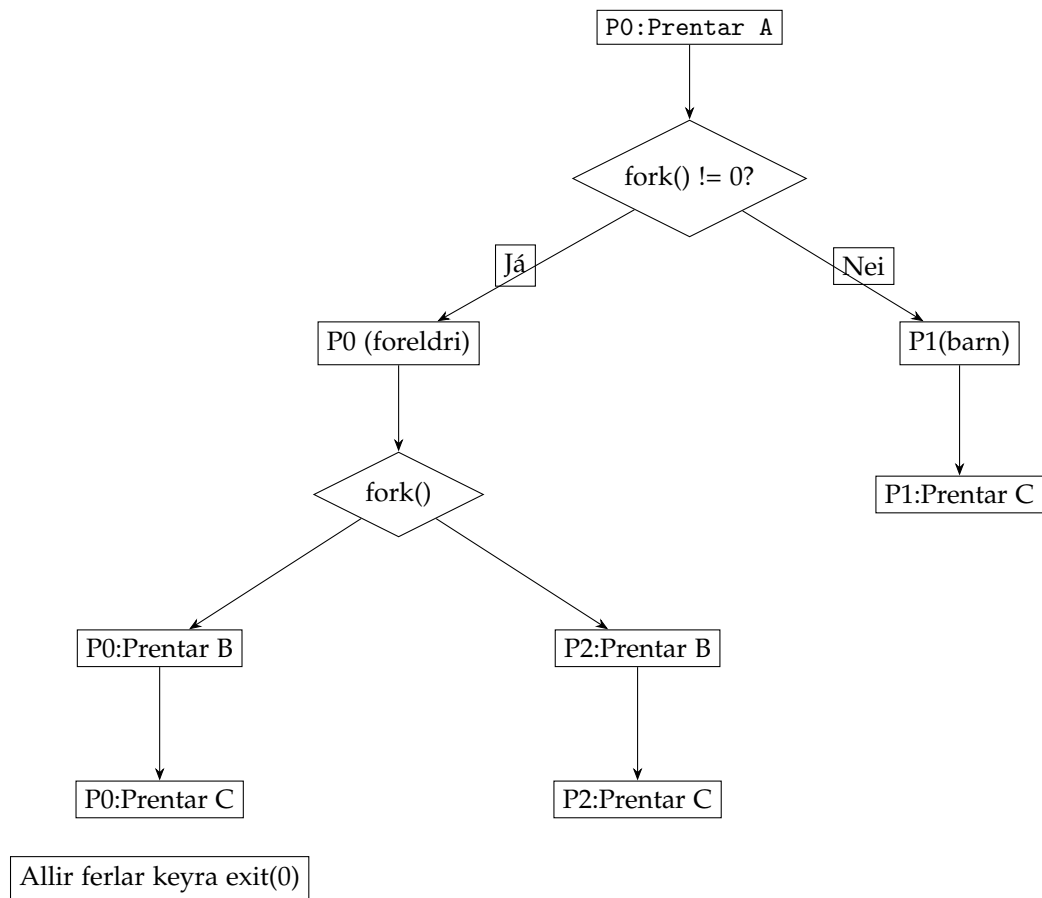 P0:Prentar A
fork() != 0?
Já
Nei
P0 (foreldri)
P1(barn)
fork()
P1:Prentar C
P0:Prentar B
P2:Prentar B
P0:Prentar C
P2:Prentar C
Allir ferlar keyra exit(0)